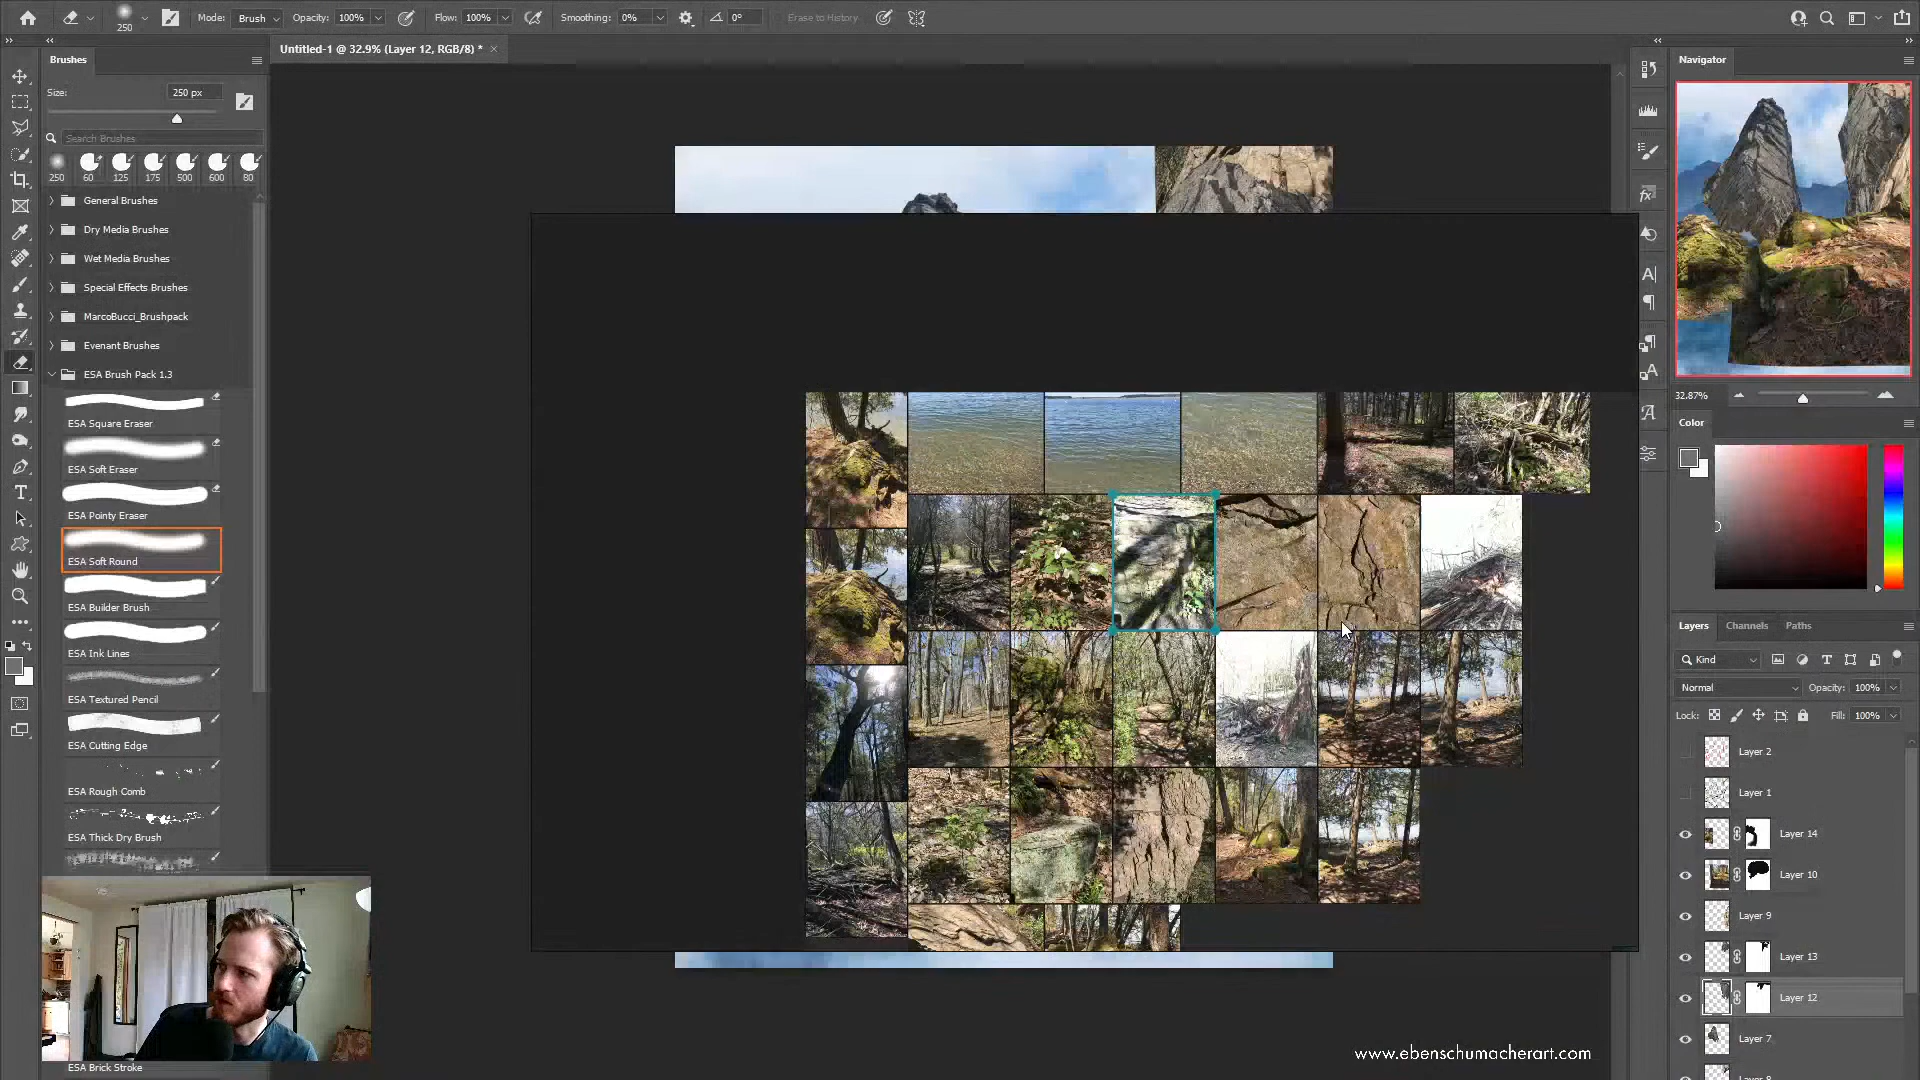 250
Mode: Brush
Opacity: 100%
Flow: 100%
Smoothing: 0%
0°
Erase to History
Untitled-1 @ 32.9% (Layer 12, RGB/8) *
Brushes
Size: 250 px
Search Brushes
250 60 125 175 500 600 80
General Brushes
Dry Media Brushes
Wet Media Brushes
Special Effects Brushes
MarcoBucci_Brushpack
Evenant Brushes
ESA Brush Pack 1.3
ESA Square Eraser
ESA Soft Eraser
ESA Pointy Eraser
ESA Soft Round
ESA Builder Brush
ESA Ink Lines
ESA Textured Pencil
ESA Cutting Edge
ESA Rough Comb
ESA Thick Dry Brush
ESA Brick Stroke
Navigator
32.87%
Color
Layers Channels Paths
Kind
Normal Opacity: 100%
Lock: Fill: 100%
Layer 2
Layer 1
Layer 14
Layer 10
Layer 9
Layer 13
Layer 12
Layer 7
www.ebenschumacherart.com